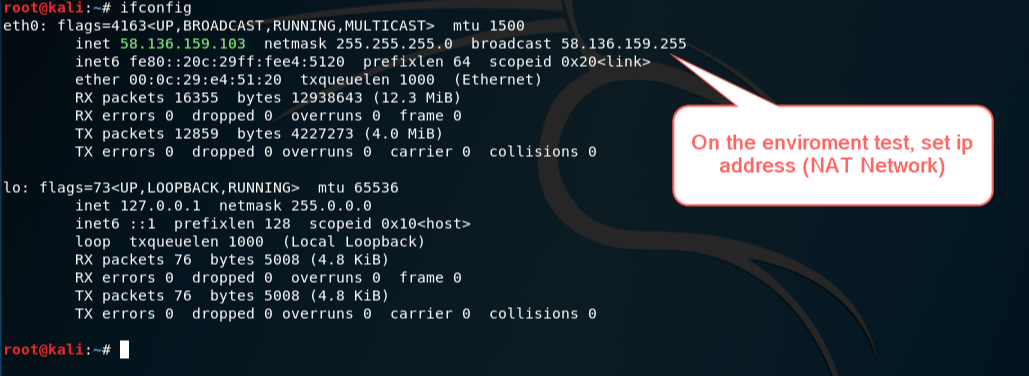 root@kali:~# ifconfig
eth0: flags=4163<UP,BROADCAST,RUNNING,MULTICAST>  mtu 1500
        inet 58.136.159.103  netmask 255.255.255.0  broadcast 58.136.159.255
        inet6 fe80::20c:29ff:fee4:5120  prefixlen 64  scopeid 0x20<link>
        ether 00:0c:29:e4:51:20  txqueuelen 1000  (Ethernet)
        RX packets 16355  bytes 12938643 (12.3 MiB)
        RX errors 0  dropped 0  overruns 0  frame 0
        TX packets 12859  bytes 4227273 (4.0 MiB)
        TX errors 0  dropped 0 overruns 0  carrier 0  collisions 0
On the enviroment test, set ip
address (NAT Network)
lo: flags=73<UP,LOOPBACK,RUNNING>  mtu 65536
        inet 127.0.0.1  netmask 255.0.0.0
        inet6 ::1  prefixlen 128  scopeid 0x10<host>
        loop  txqueuelen 1000  (Local Loopback)
        RX packets 76  bytes 5008 (4.8 KiB)
        RX errors 0  dropped 0  overruns 0  frame 0
        TX packets 76  bytes 5008 (4.8 KiB)
        TX errors 0  dropped 0 overruns 0  carrier 0  collisions 0
root@kali:~#